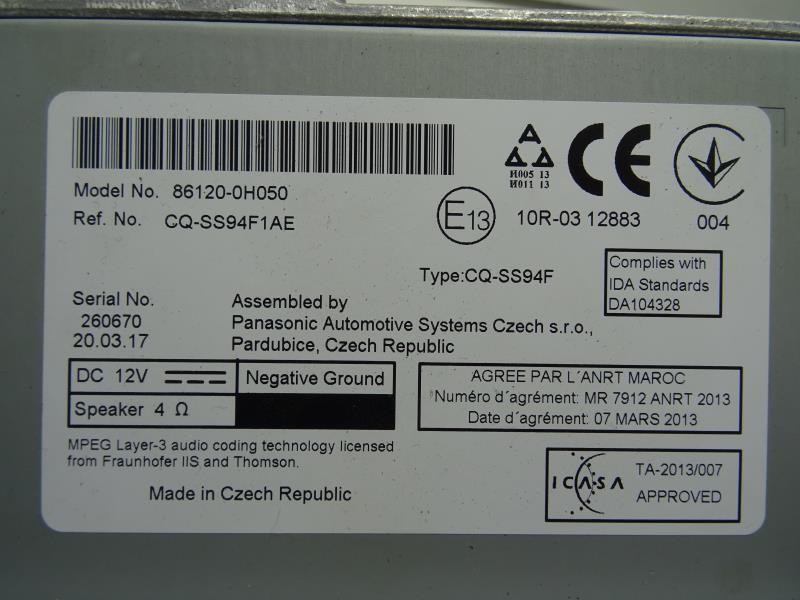 Model No. 86120-0H050
Ref. No. CQ-SS94F1AE
И005 13
И011 13
CE
E13
10R-03 12883
004
Type:CQ-SS94F
Complies with
IDA Standards
DA104328
Serial No.
260670
20.03.17
Assembled by
Panasonic Automotive Systems Czech s.r.o.,
Pardubice, Czech Republic
DC 12V
Negative Ground
Speaker 4 Ω
AGREE PAR L´ANRT MAROC
Numéro d´agrément: MR 7912 ANRT 2013
Date d´agrément: 07 MARS 2013
MPEG Layer-3 audio coding technology licensed
from Fraunhofer IIS and Thomson.
Made in Czech Republic
ICASA
TA-2013/007
APPROVED